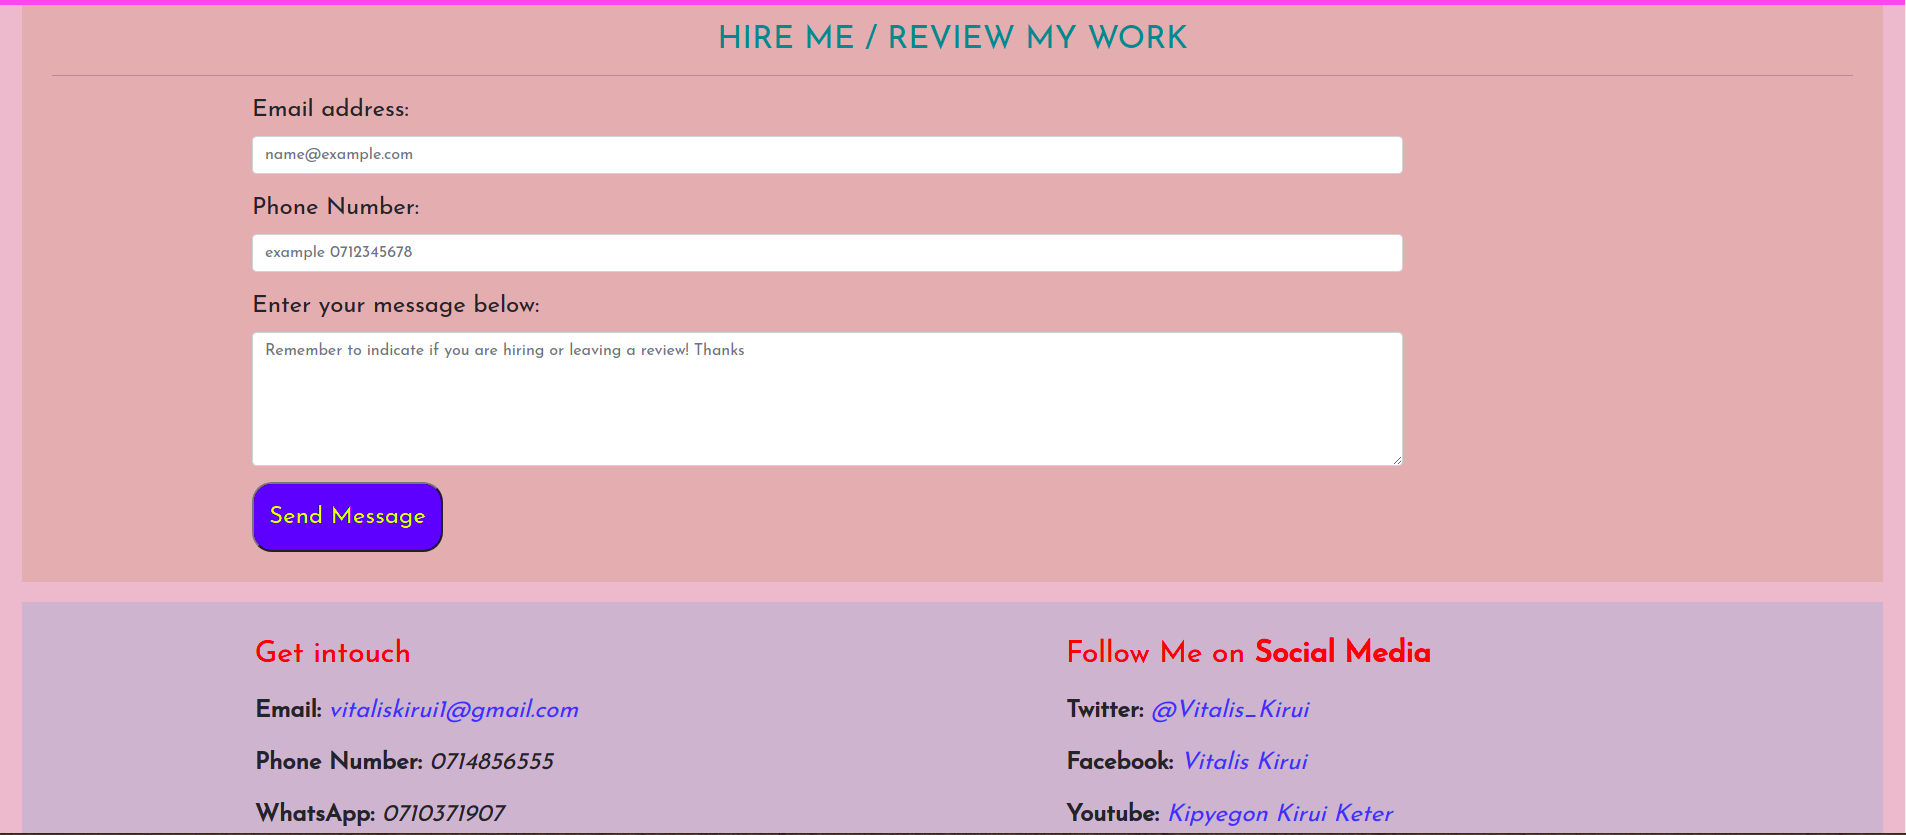 HIRE ME / REVIEW MY WORK
Email address:
name@example.com
Phone Number:
example 0712345678
Enter your message below:
Remember to indicate if you are hiring or leaving a review! Thanks
Send Message
Get intouch
Email: vitaliskirui1@gmail.com
Phone Number: 0714856555
WhatsApp: 0710371907
Follow Me on Social Media
Twitter: @Vitalis_Kirui
Facebook: Vitalis Kirui
Youtube: Kipyegon Kirui Keter